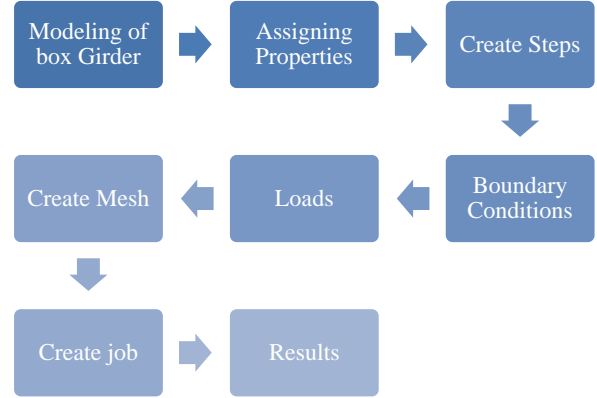 Modeling of
box Girder
Assigning
Properties
Create Steps
Boundary
Conditions
Loads
Create Mesh
Create job
Results